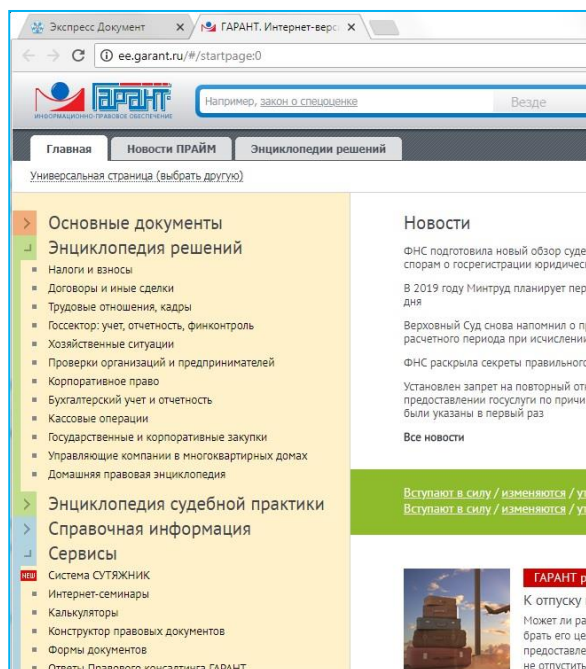 Экспресс Документ
ГАРАНТ. Интернет-верс
ee.garant.ru/#/startpage:0
ГАРАНТ
ИНФОРМАЦИОННО-ПРАВОВОЕ ОБЕСПЕЧЕНИЕ
Например, закон о спецоценке
Везде
Главная
Новости ПРАЙМ
Энциклопедии решений
Универсальная страница (выбрать другую)
Основные документы
Энциклопедия решений
Налоги и взносы
Договоры и иные сделки
Трудовые отношения, кадры
Госсектор: учет, отчетность, финконтроль
Хозяйственные ситуации
Проверки организаций и предпринимателей
Корпоративное право
Бухгалтерский учет и отчетность
Кассовые операции
Государственные и корпоративные закупки
Управляющие компании в многоквартирных домах
Домашняя правовая энциклопедия
Энциклопедия судебной практики
Справочная информация
Сервисы
NEW Система СУТЯЖНИК
Интернет-семинары
Калькуляторы
Конструктор правовых документов
Формы документов
Ответы Правового консалтинга ГАРАНТ
Новости
ФНС подготовила новый обзор суде
спорам о госрегистрации юридичес
В 2019 году Минтруд планирует пер
дня
Верховный Суд снова напомнил о п
расчетного периода при исчислени
ФНС раскрыла секреты правильного
Установлен запрет на повторный от
предоставлении госуслуги по причи
были указаны в первый раз
Все новости
Вступают в силу / изменяются / у
Вступают в силу / изменяются / у
ГАРАНТ р
К отпуску
Может ли ра
брать его це
предоставле
не отпустить